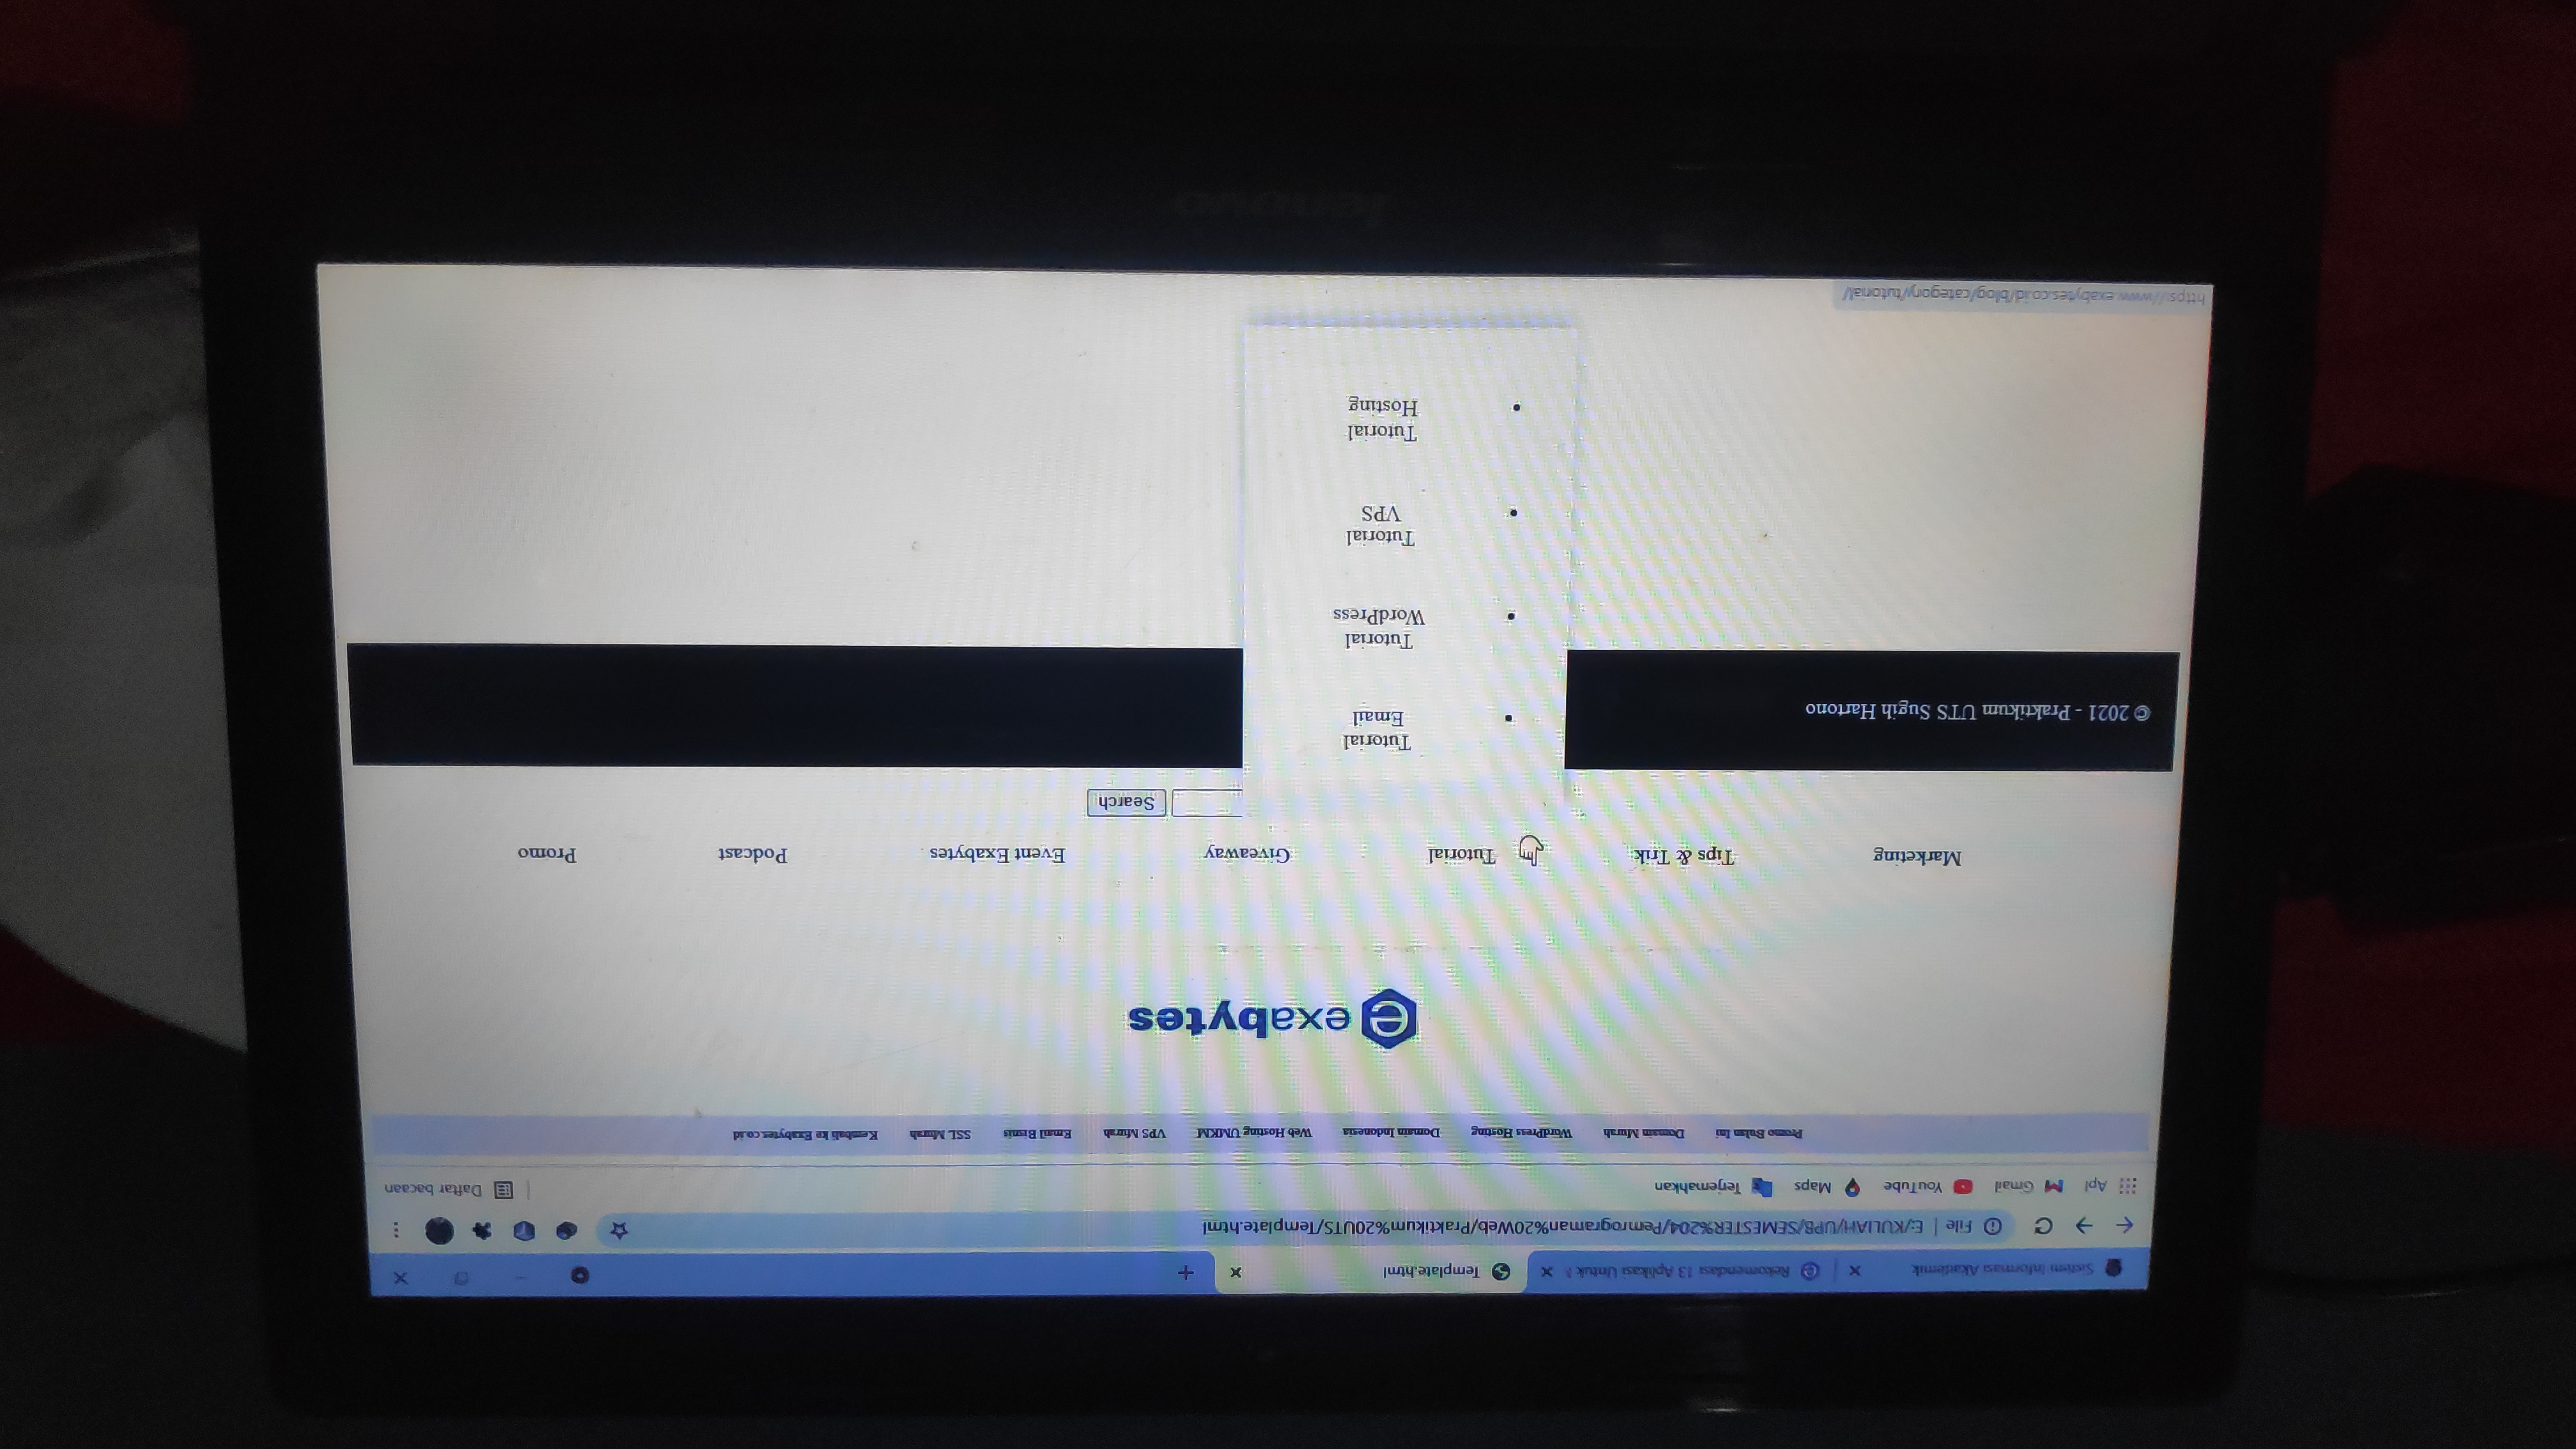 Sistem Informasi Akademik
Rekomendasi 13 Aplikasi Untuk
Template.html
File E:/KULIAH/UPB/SEMESTER%204/Pemrograman%20Web/Praktikum%20UTS/Template.html
Apl Gmail YouTube Maps Terjemahkan Daftar bacaan
Promo Bulan Ini Domain Murah WordPress Hosting Domain Indonesia Web Hosting UMKM VPS Murah Email Bisnis SSL Murah Kembali ke Exabytes.co.id
exabytes
Marketing Tips & Trik Tutorial Giveaway Event Exabytes Podcast Promo
Search
Tutorial
Email
© 2021 - Praktikum UTS Sugih Hartono
Tutorial
WordPress
Tutorial
VPS
Tutorial
Hosting
https://www.exabytes.co.id/blog/category/tutorial/
lenovo